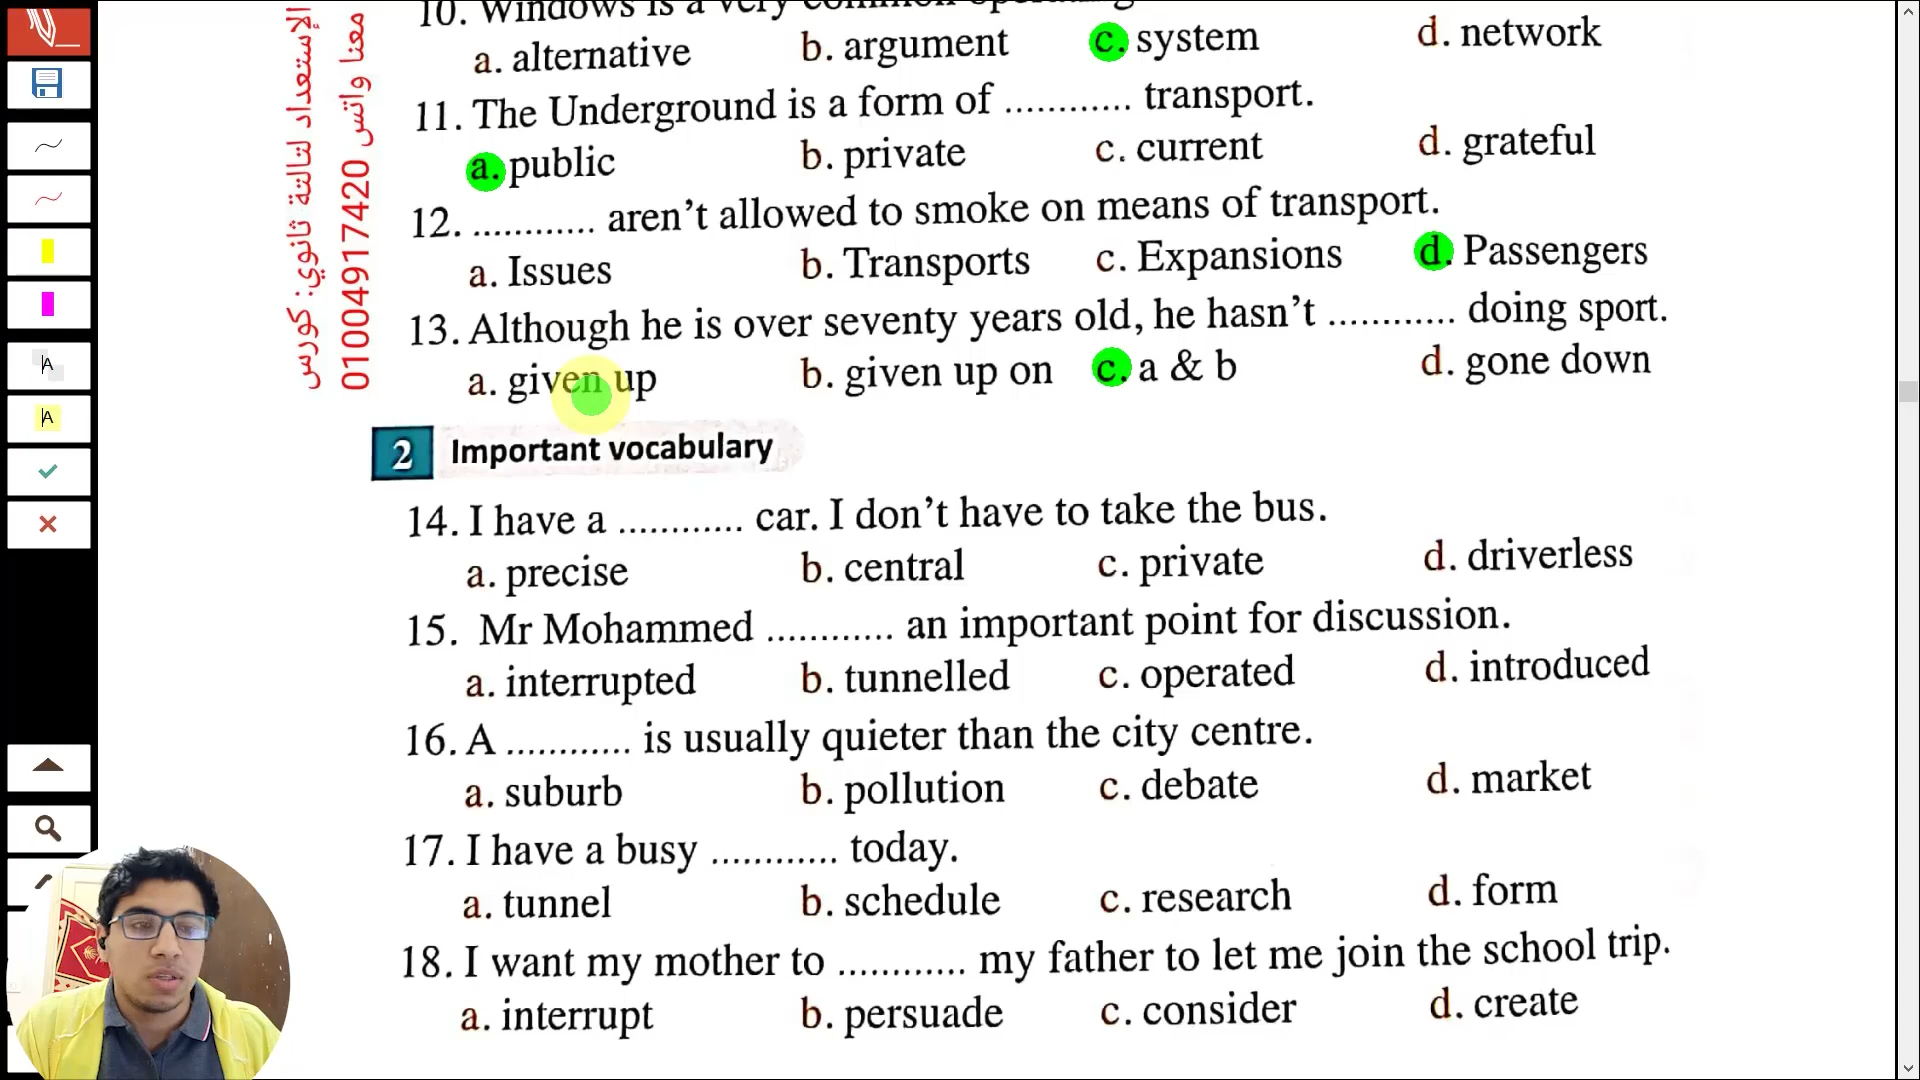 10. Windows is a very common operating
a. alternative b. argument c. system d. network
11. The Underground is a form of ............ transport.
a. public b. private c. current d. grateful
12. ............ aren't allowed to smoke on means of transport.
a. Issues b. Transports c. Expansions d. Passengers
13. Although he is over seventy years old, he hasn't ............ doing sport.
a. given up b. given up on c. a & b d. gone down
2 Important vocabulary
14. I have a ............ car. I don't have to take the bus.
a. precise b. central c. private d. driverless
15. Mr Mohammed ............ an important point for discussion.
a. interrupted b. tunnelled c. operated d. introduced
16. A ............ is usually quieter than the city centre.
a. suburb b. pollution c. debate d. market
17. I have a busy ............ today.
a. tunnel b. schedule c. research d. form
18. I want my mother to ............ my father to let me join the school trip.
a. interrupt b. persuade c. consider d. create
الإستعداد لتالتة ثانوي: كورس
معنا واتس 01004917420
A
A